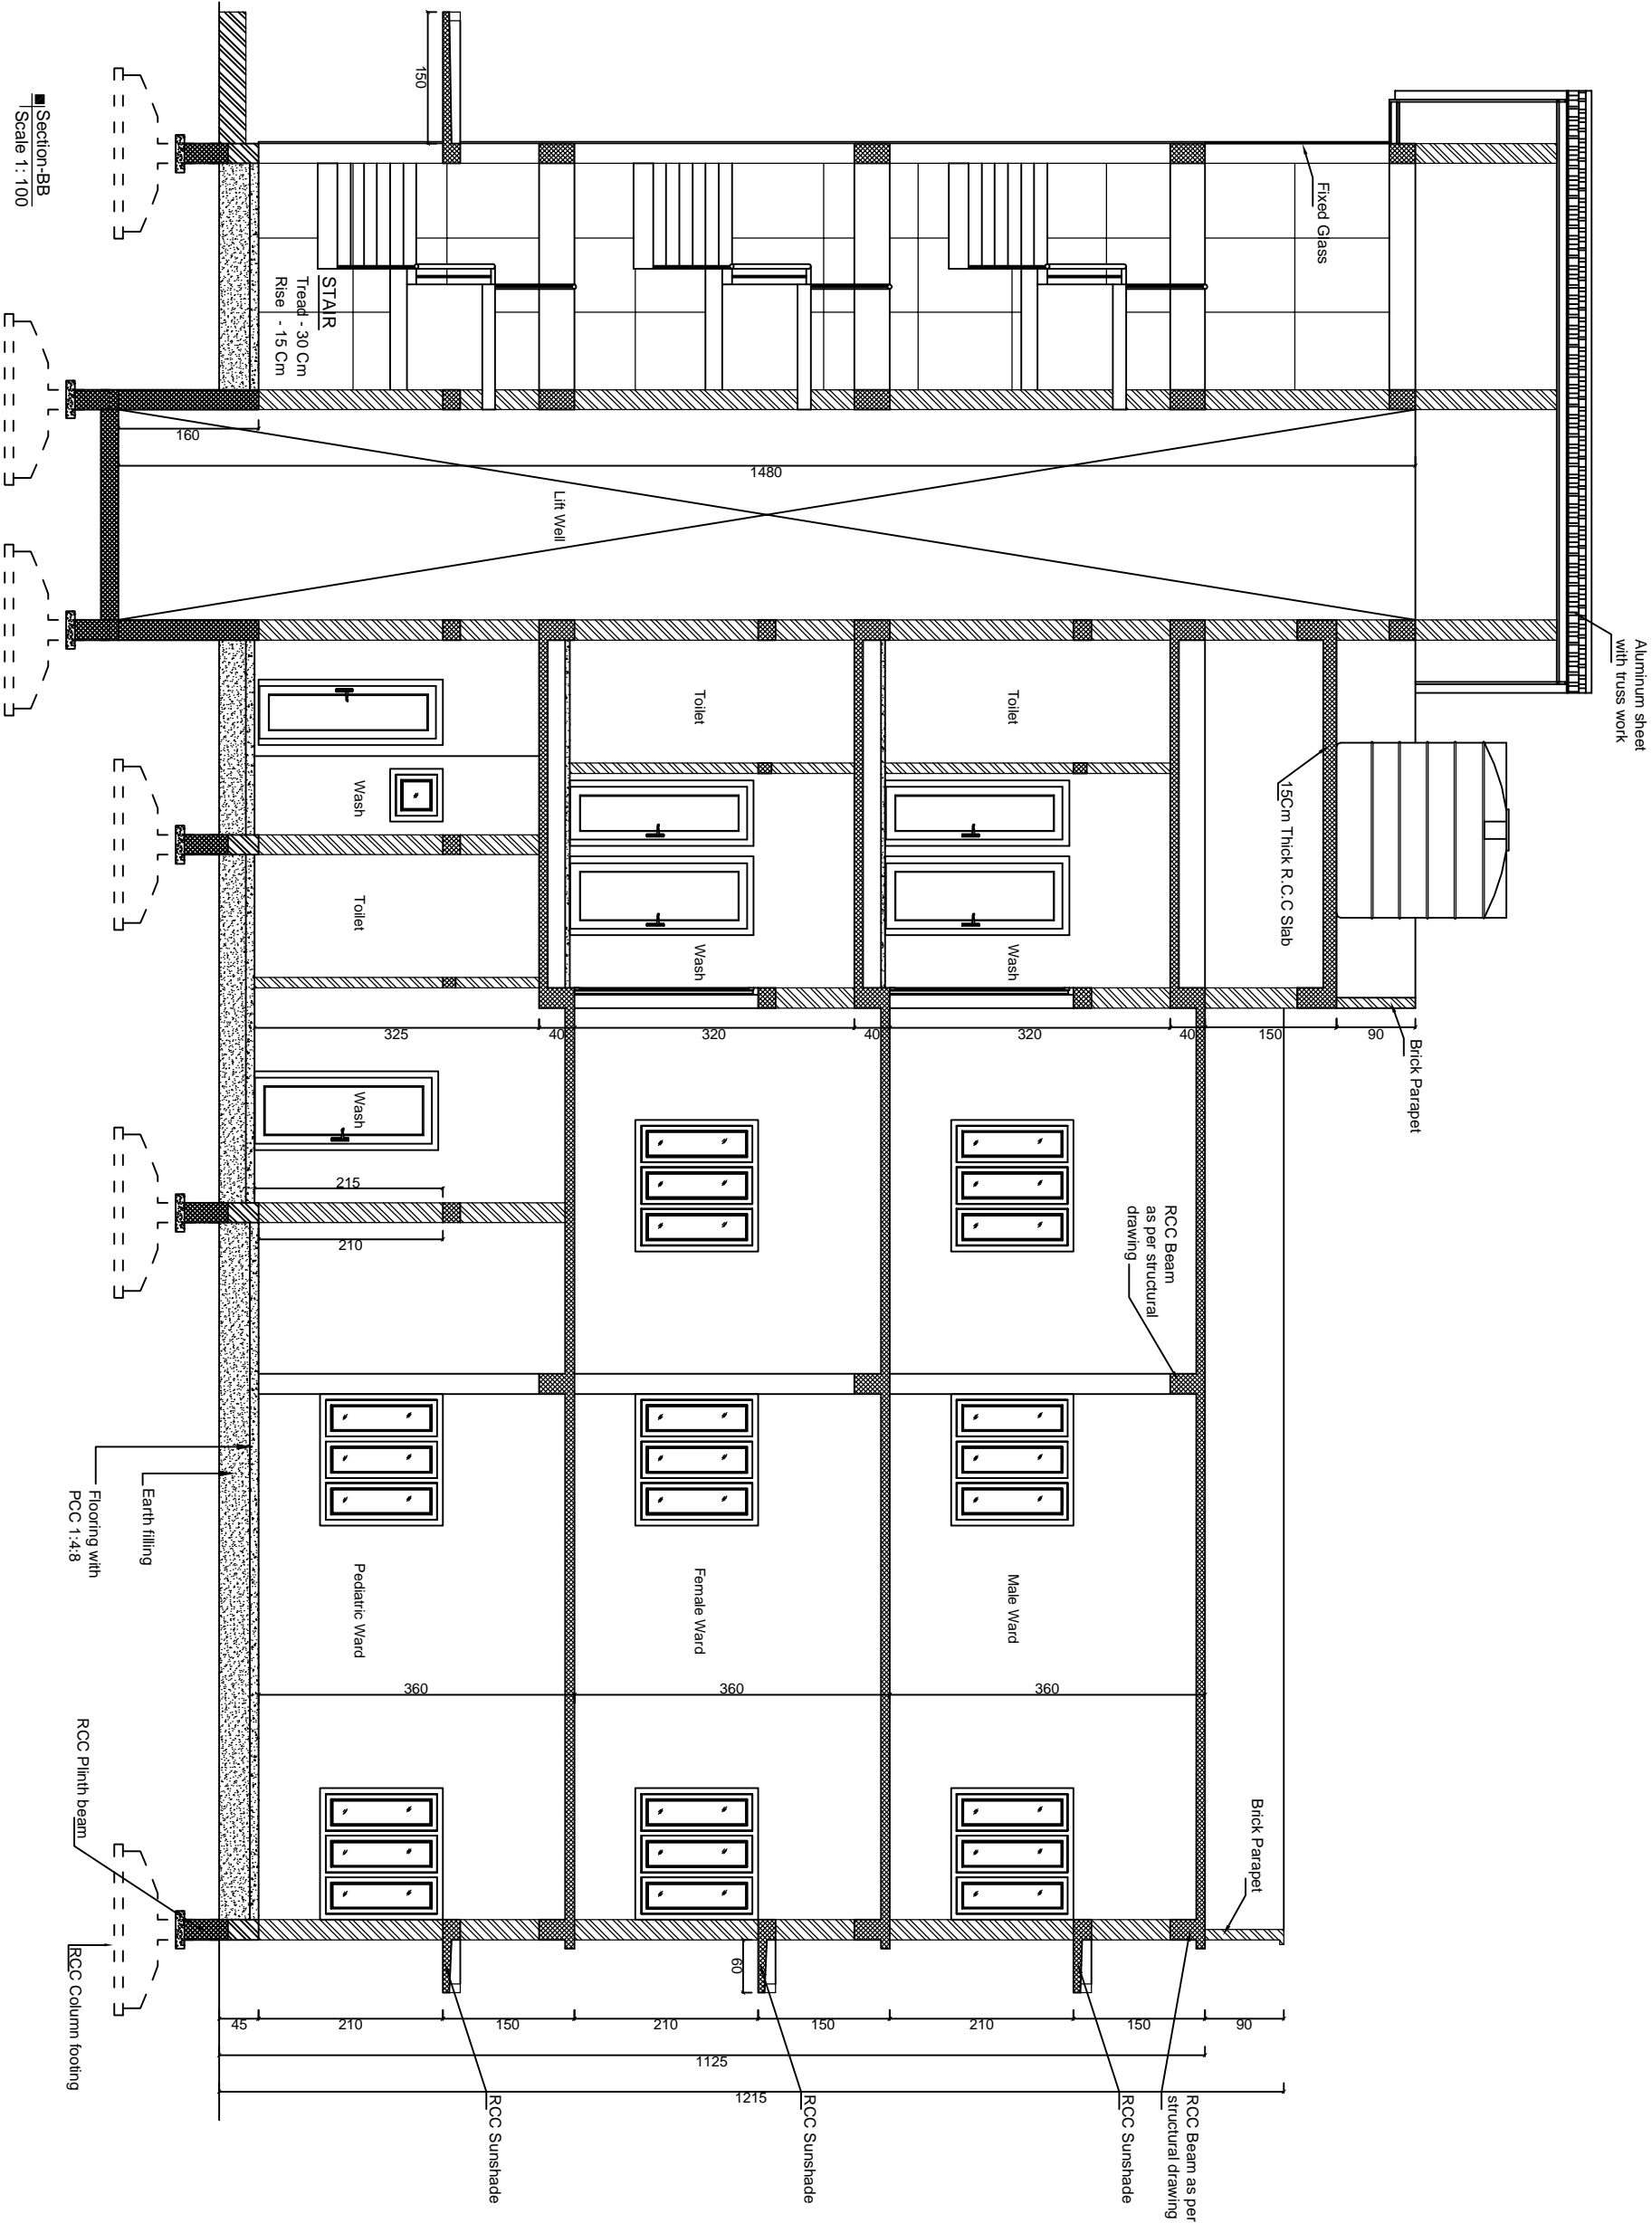 Aluminum sheet
with truss work
Fixed Glass
15Cm Thick R.C.C Slab
Brick Parapet
Brick Parapet
90
150
40
320
40
320
40
325
RCC Beam
as per structural
drawing
RCC Beam as per
structural drawing
Toilet
Wash
Male Ward
RCC Sunshade
Toilet
Wash
Female Ward
RCC Sunshade
Lift Well
1480
160
150
STAIR
Tread - 30 Cm
Rise - 15 Cm
Wash
Toilet
Wash
Pediatric Ward
RCC Sunshade
215
210
360
360
360
60
90
150
210
150
210
150
210
45
1125
1215
Earth filling
Flooring with
PCC 1:4:8
RCC Plinth beam
RCC Column footing
Section-BB
Scale 1: 100